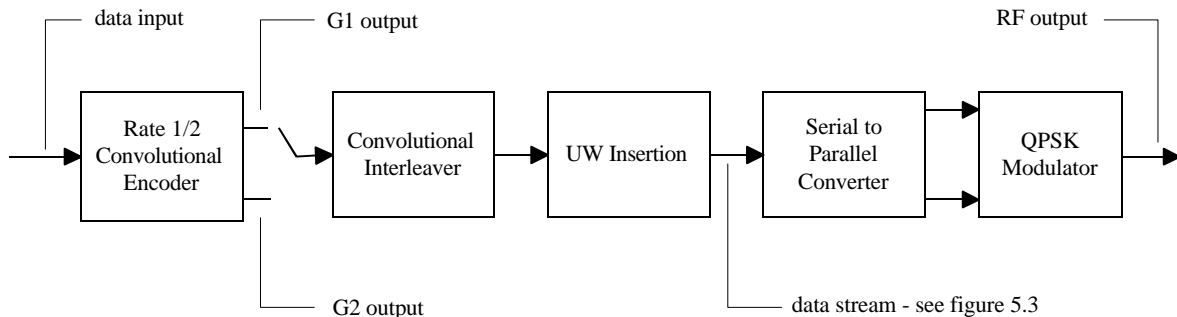 data input
G1 output
RF output
Rate 1/2
Convolutional
Encoder
Convolutional
Interleaver
UW Insertion
Serial to
Parallel
Converter
QPSK
Modulator
G2 output
data stream - see figure 5.3